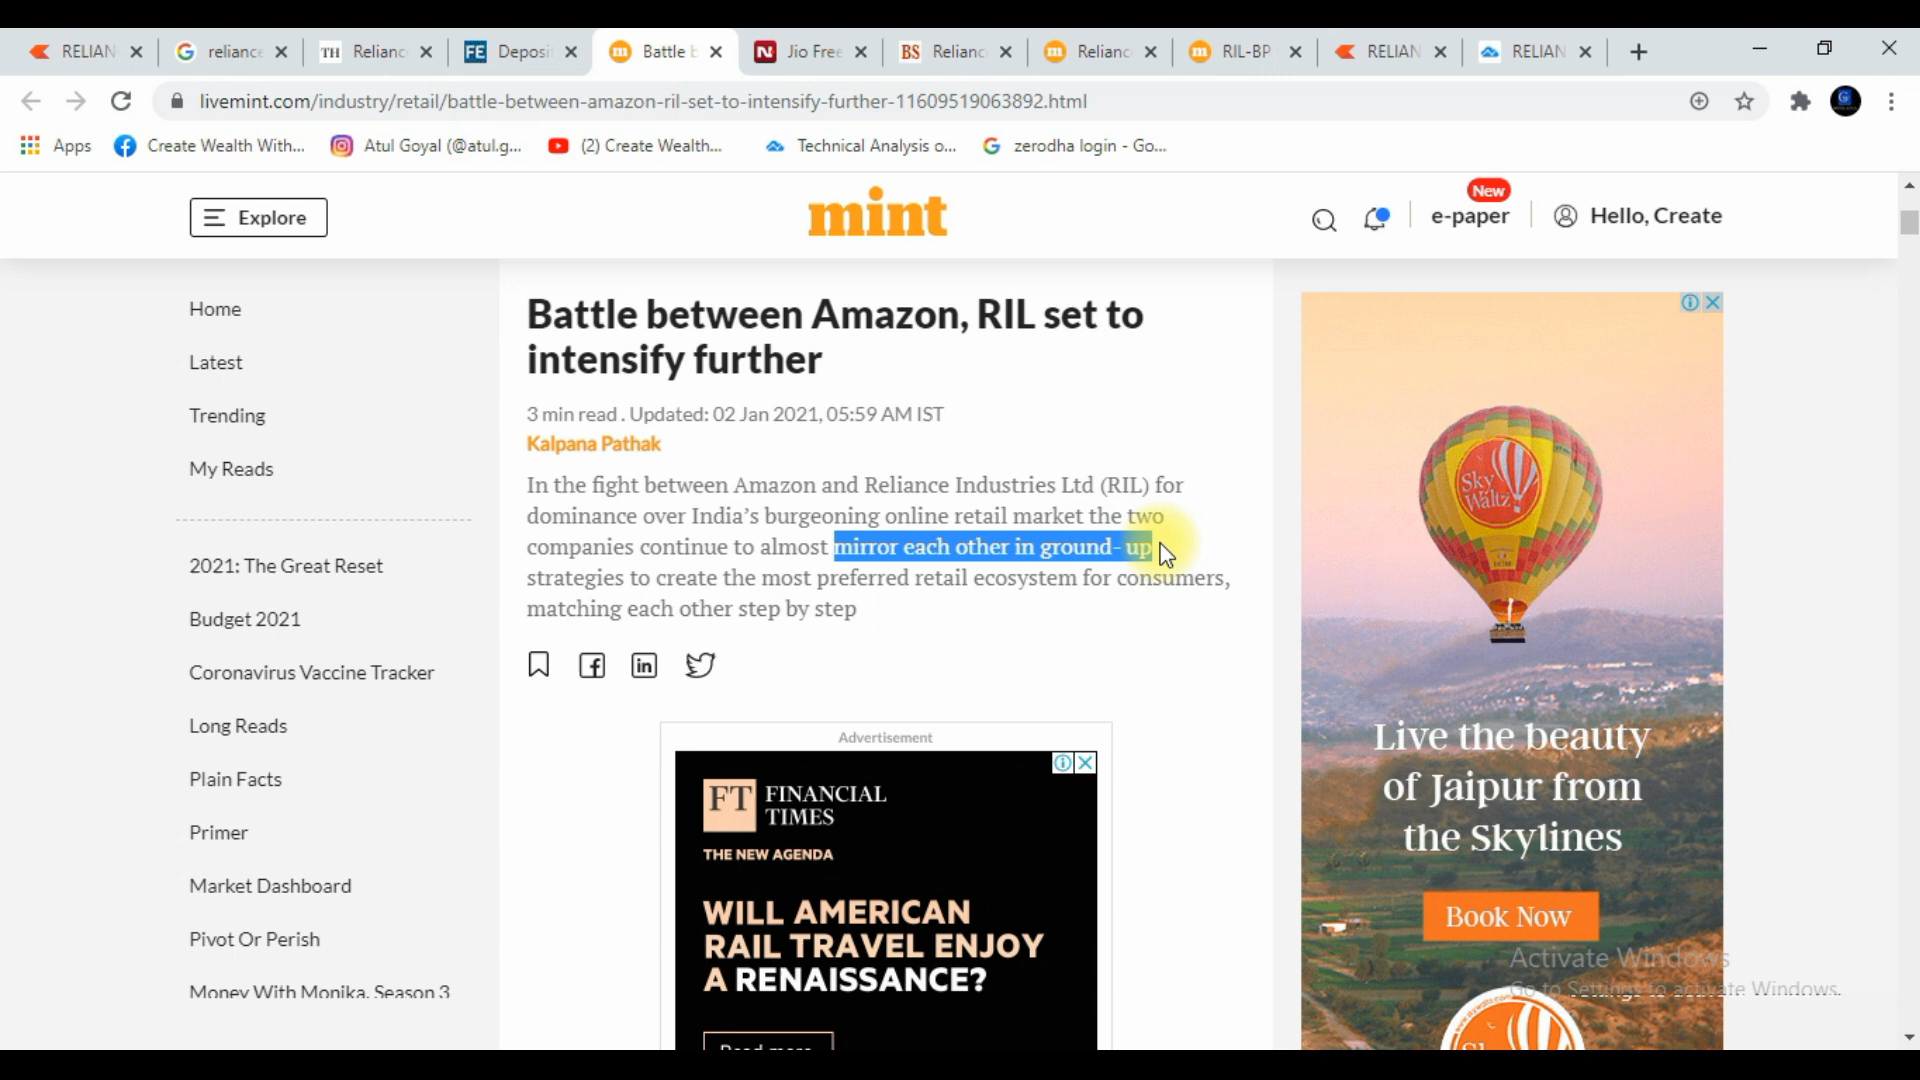 RELIAN
reliance
TH Relianc
FE Deposi
Battle b
N Jio Free
BS Relianc
Relianc
RIL-BP
RELIAN
RELIAN
livemint.com/industry/retail/battle-between-amazon-ril-set-to-intensify-further-11609519063892.html
Apps
Create Wealth With...
Atul Goyal (@atul.g...
(2) Create Wealth...
Technical Analysis o...
zerodha login - Go...
Explore
mint
New
e-paper
Hello, Create
Home
Latest
Trending
My Reads
2021: The Great Reset
Budget 2021
Coronavirus Vaccine Tracker
Long Reads
Plain Facts
Primer
Market Dashboard
Pivot Or Perish
Money With Monika. Season 3
Battle between Amazon, RIL set to
intensify further
3 min read . Updated: 02 Jan 2021, 05:59 AM IST
Kalpana Pathak
In the fight between Amazon and Reliance Industries Ltd (RIL) for
dominance over India’s burgeoning online retail market the two
companies continue to almost mirror each other in ground- up
strategies to create the most preferred retail ecosystem for consumers,
matching each other step by step
Advertisement
FT FINANCIAL
TIMES
THE NEW AGENDA
WILL AMERICAN
RAIL TRAVEL ENJOY
A RENAISSANCE?
Read more
Sky
Waltz
Live the beauty
of Jaipur from
the Skylines
Book Now
Activate Windows
Go to Settings to activate Windows.